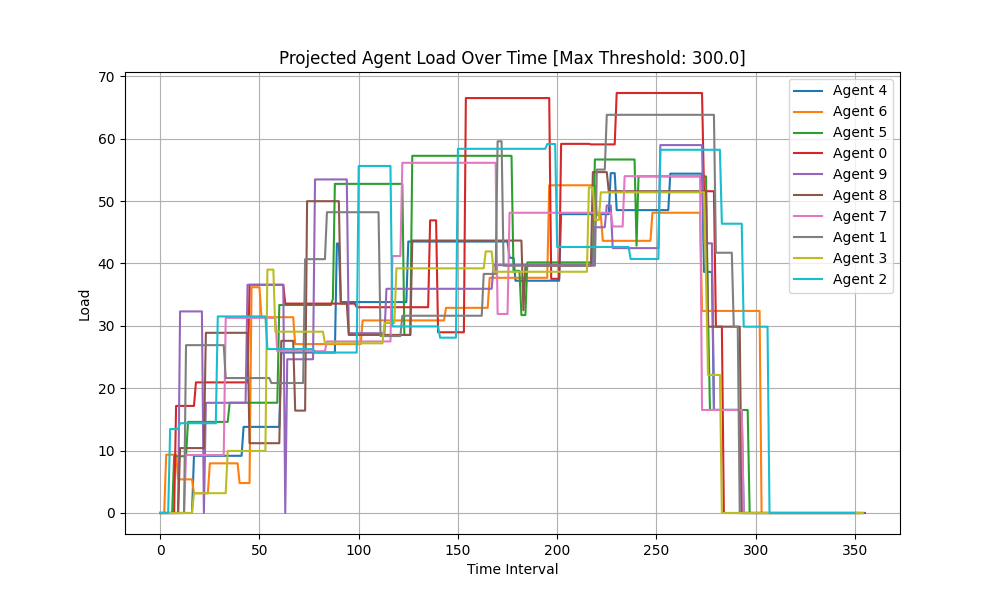 Projected Agent Load Over Time [Max Threshold: 300.0]
70
60
50
40
30
20
10
0
Load
0 50 100 150 200 250 300 350
Time Interval
Agent 4
Agent 6
Agent 5
Agent 0
Agent 9
Agent 8
Agent 7
Agent 1
Agent 3
Agent 2